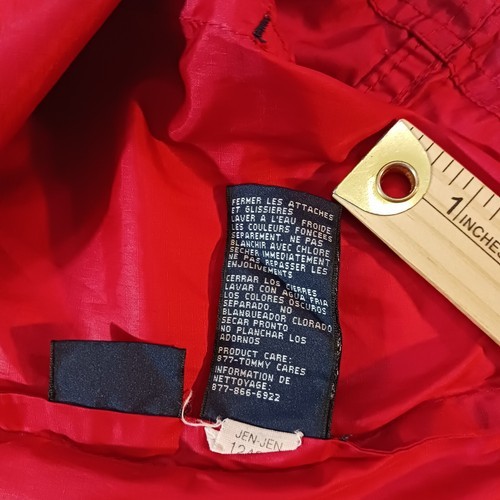 FERMER LES ATTACHES
ET GLISSIERES
LAVER A L'EAU FROIDE
LES COULEURS FONCEES
SEPAREMENT. NE PAS
BLANCHIR AVEC CHLORE
SECHER IMMEDIATEMENT
NE PAS REPASSER LES
ENJOLIVEMENTS
CERRAR LOS CIERRES
LAVAR CON AGUA FRIA
LOS COLORES OSCUROS
SEPARADO. NO
BLANQUEADOR CLORADO
SECAR PRONTO
NO PLANCHAR LOS
ADORNOS
PRODUCT CARE:
877-TOMMY CARES
INFORMATION DE
NETTOYAGE:
877-866-6922
JEN-JEN
1 INCHES